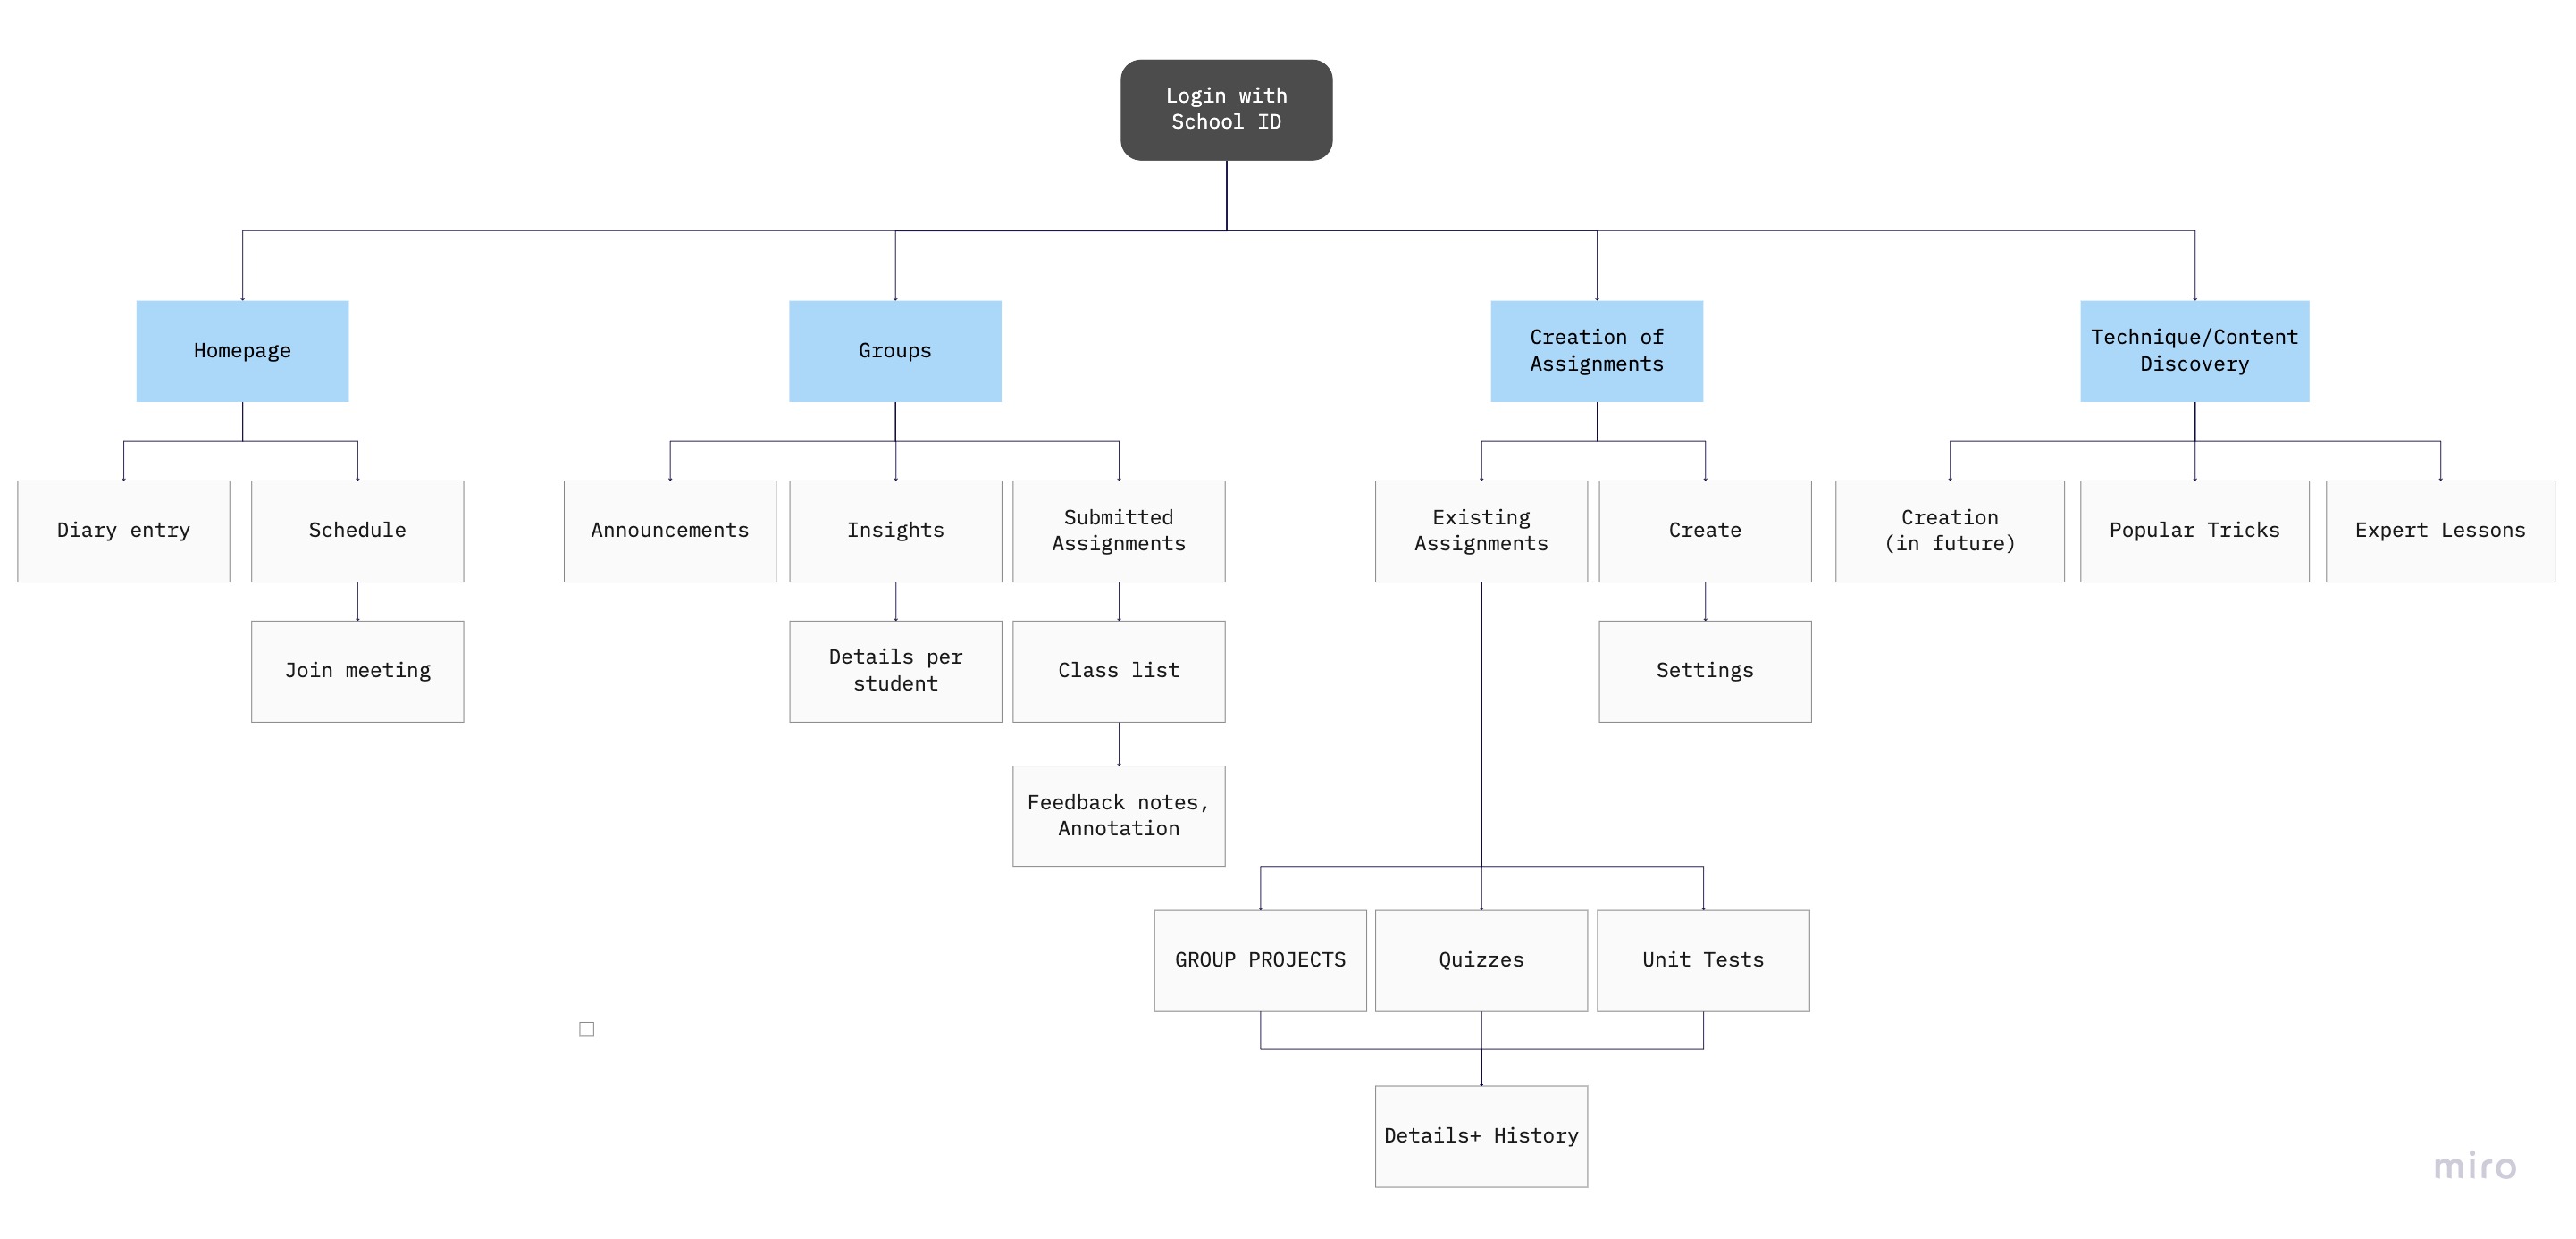 Login with
School ID
Homepage
Groups
Creation of
Assignments
Technique/Content
Discovery
Diary entry
Schedule
Announcements
Insights
Submitted
Assignments
Existing
Assignments
Create
Creation
(in future)
Popular Tricks
Expert Lessons
Join meeting
Details per
student
Class list
Settings
Feedback notes,
Annotation
GROUP PROJECTS
Quizzes
Unit Tests
Details+ History
miro